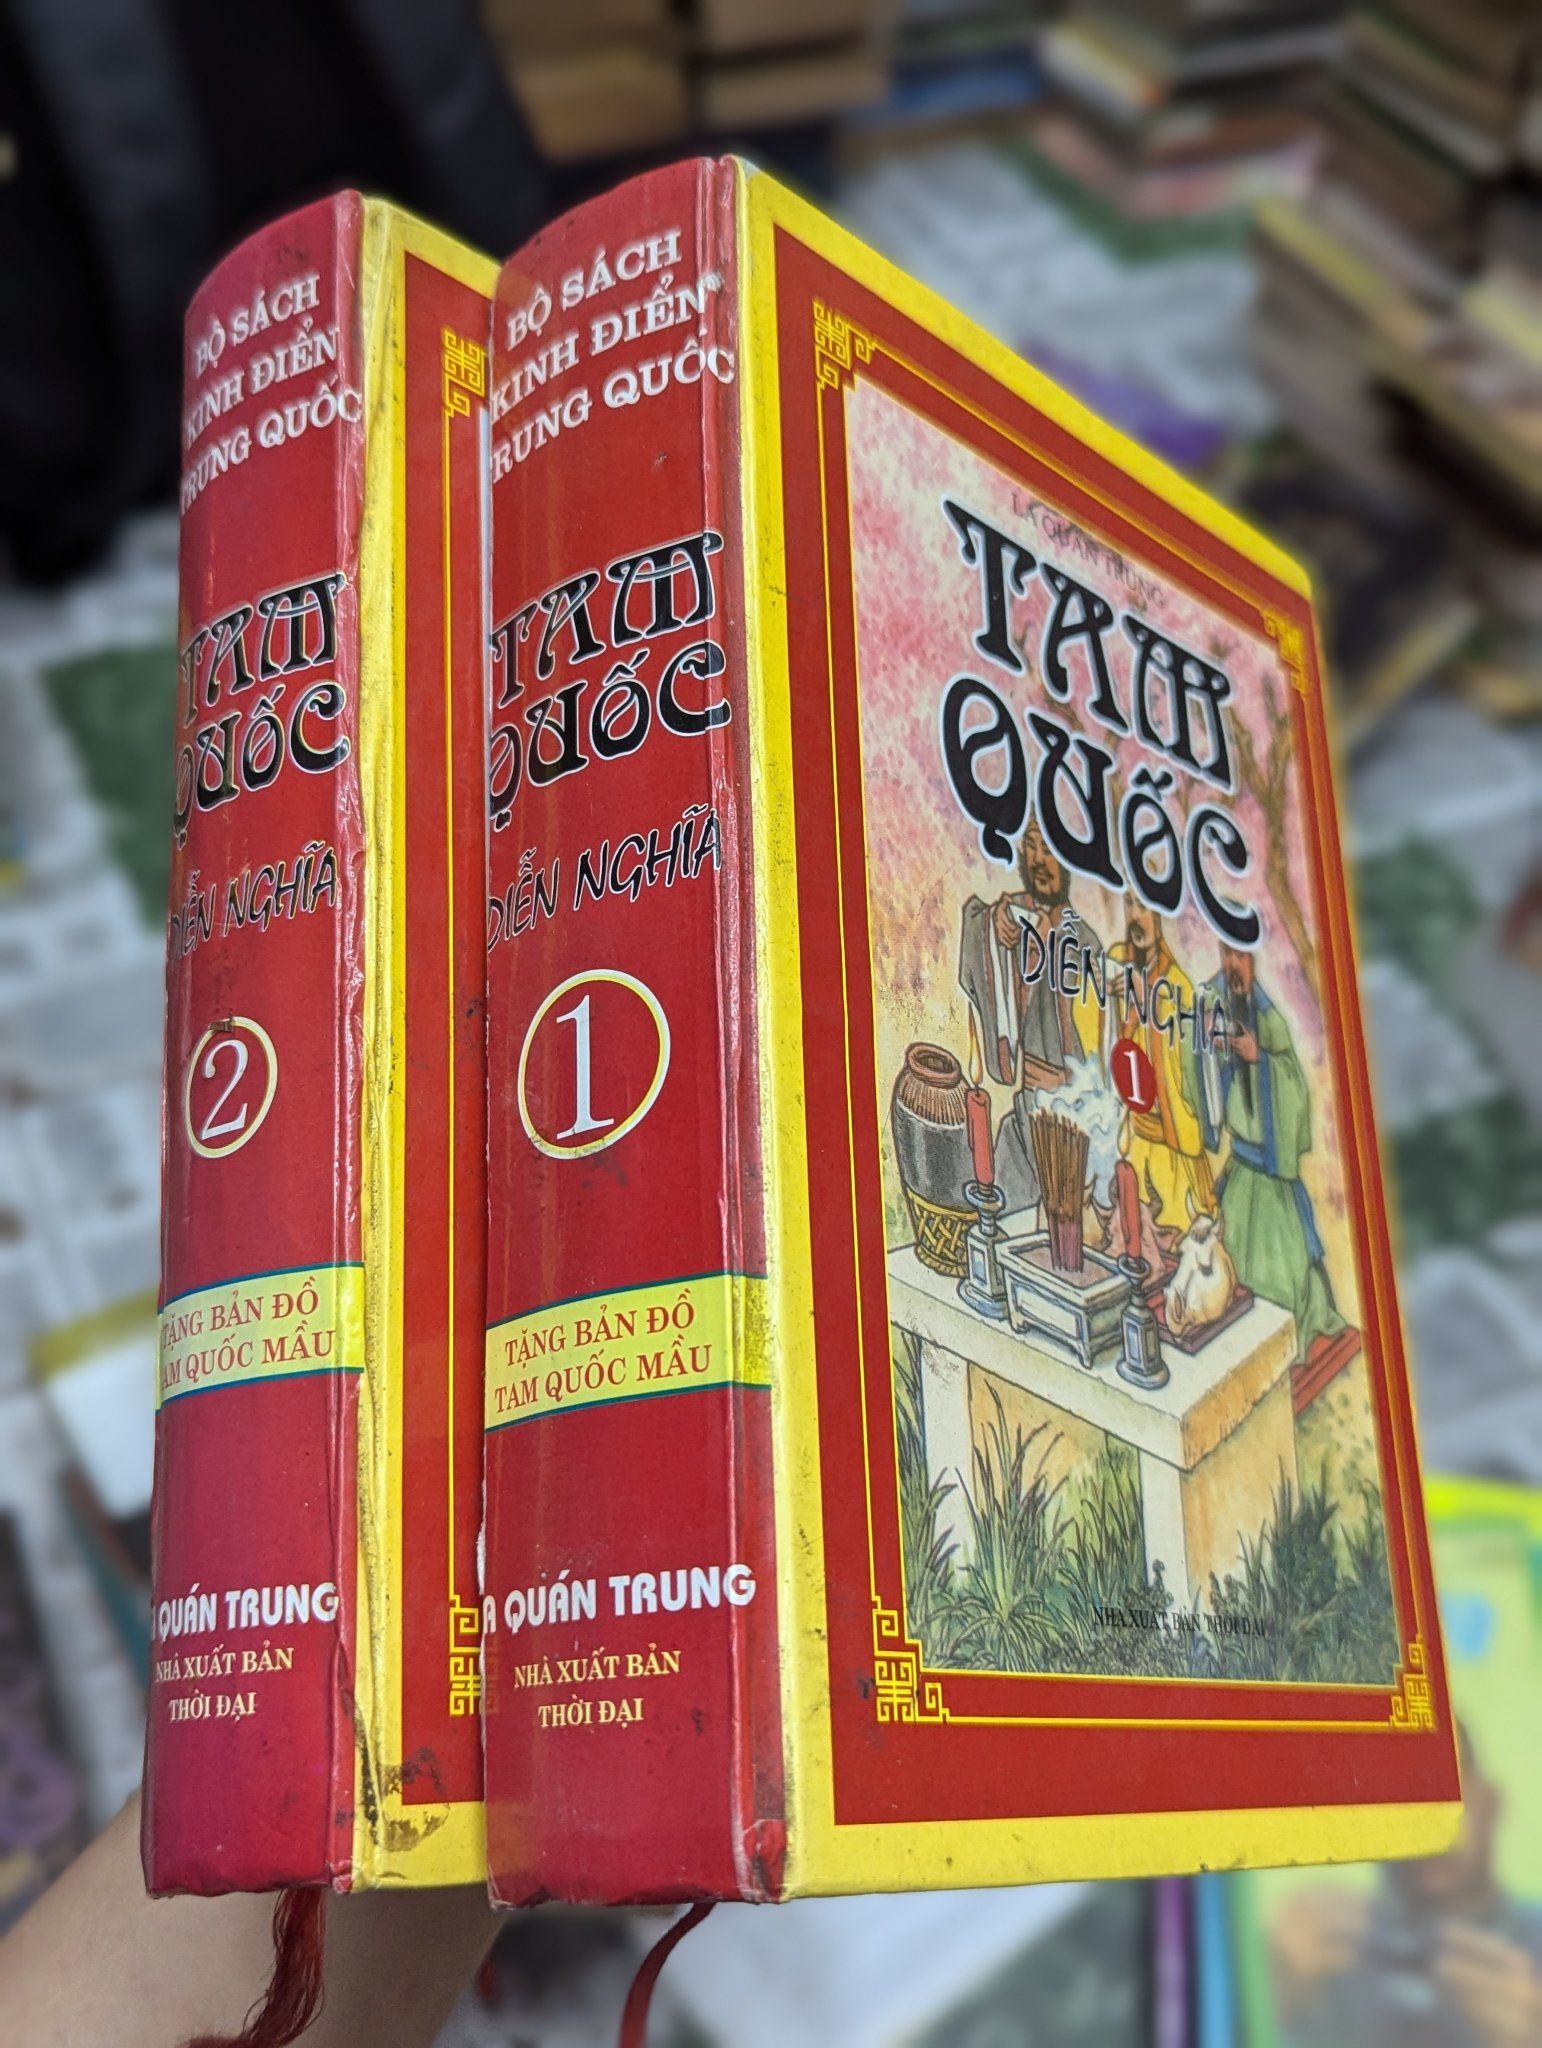 BỘ SÁCH
KINH ĐIỂN
TRUNG QUỐC
TAM
QUỐC
DIỄN NGHĨA
2
TẶNG BẢN ĐỒ
TAM QUỐC MẦU
QUÁN TRUNG
NHÀ XUẤT BẢN
THỜI ĐẠI
BỘ SÁCH
KINH ĐIỂN
TRUNG QUỐC
TAM
QUỐC
DIỄN NGHĨA
1
TẶNG BẢN ĐỒ
TAM QUỐC MẦU
A QUÁN TRUNG
NHÀ XUẤT BẢN
THỜI ĐẠI
LA QUÁN TRUNG
TAM
QUỐC
DIỄN NGHĨA
1
NHÀ XUẤT BẢN THỜI ĐẠI